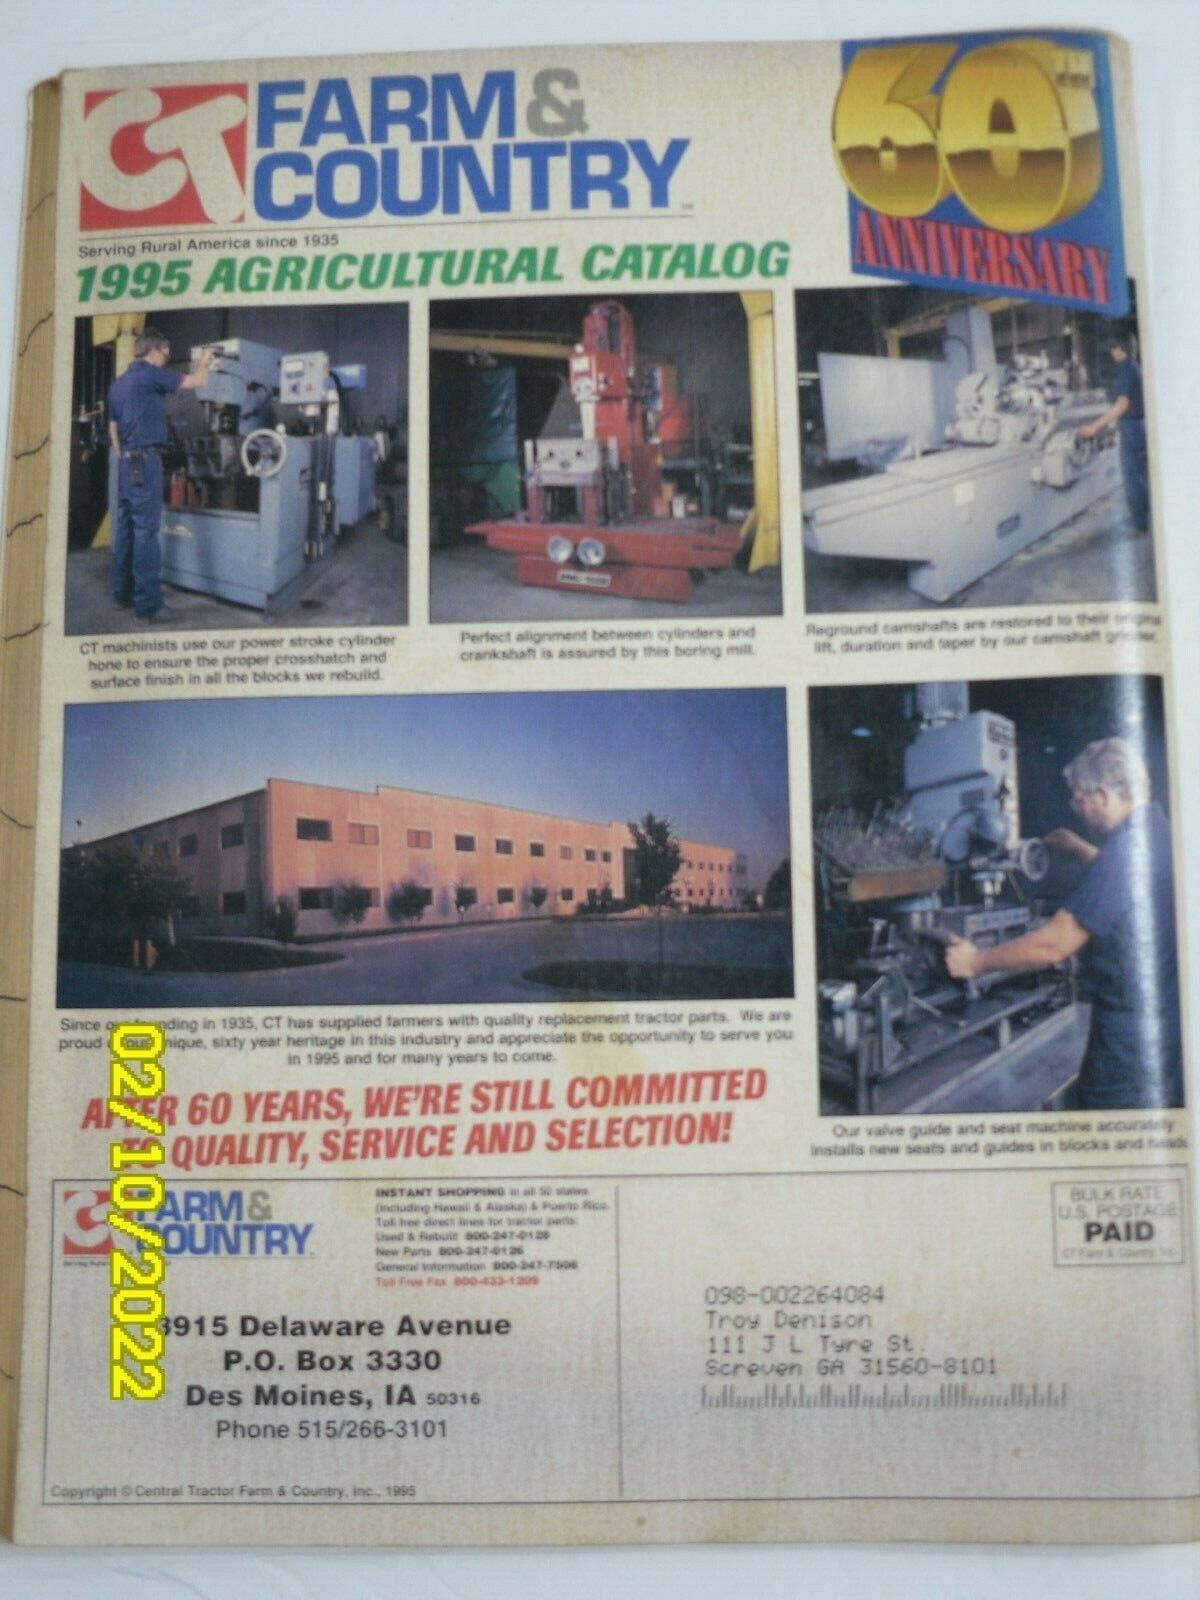 CT FARM &
COUNTRY
Serving Rural America since 1935
1995 AGRICULTURAL CATALOG
60
ANNIVERSARY
CT machinists use our power stroke cylinder
hone to ensure the proper crosshatch and
surface finish in all the blocks we rebuild.
Perfect alignment between cylinders and
crankshaft is assured by this boring mill.
Reground camshafts are restored to their
lift, duration and taper by our camshaft grinder.
Since founding in 1935, CT has supplied farmers with quality replacement tractor parts. We are
proud sixty year heritage in this industry and appreciate the opportunity to serve you
in 1995 and for many years to come.
Our valve guide and seat machine accurately
installs new seats and guides in blocks and heads
AFTER 60 YEARS, WE'RE STILL COMMITTED
TO QUALITY, SERVICE AND SELECTION!
FARM &
COUNTRY
INSTANT SHOPPING in all 50 states
(including Hawaii & Alaska) & Puerto Rico.
Toll free direct lines for tractor parts:
Used & Rebuilt
New Parts 800-247-0126
General Information 800-247-7508
Toll Free Fax 800-433-1209
3915 Delaware Avenue
P.O. Box 3330
Des Moines, IA 50316
Phone 515/266-3101
Copyright © Central Tractor Farm & Country, Inc., 1995
BULK RATE
U.S. POSTAGE
PAID
CT Farm & Country, Inc.
098-002264084
Troy Denison
111 J L Tyre St.
Screven GA 31560-8101
02/10/2022